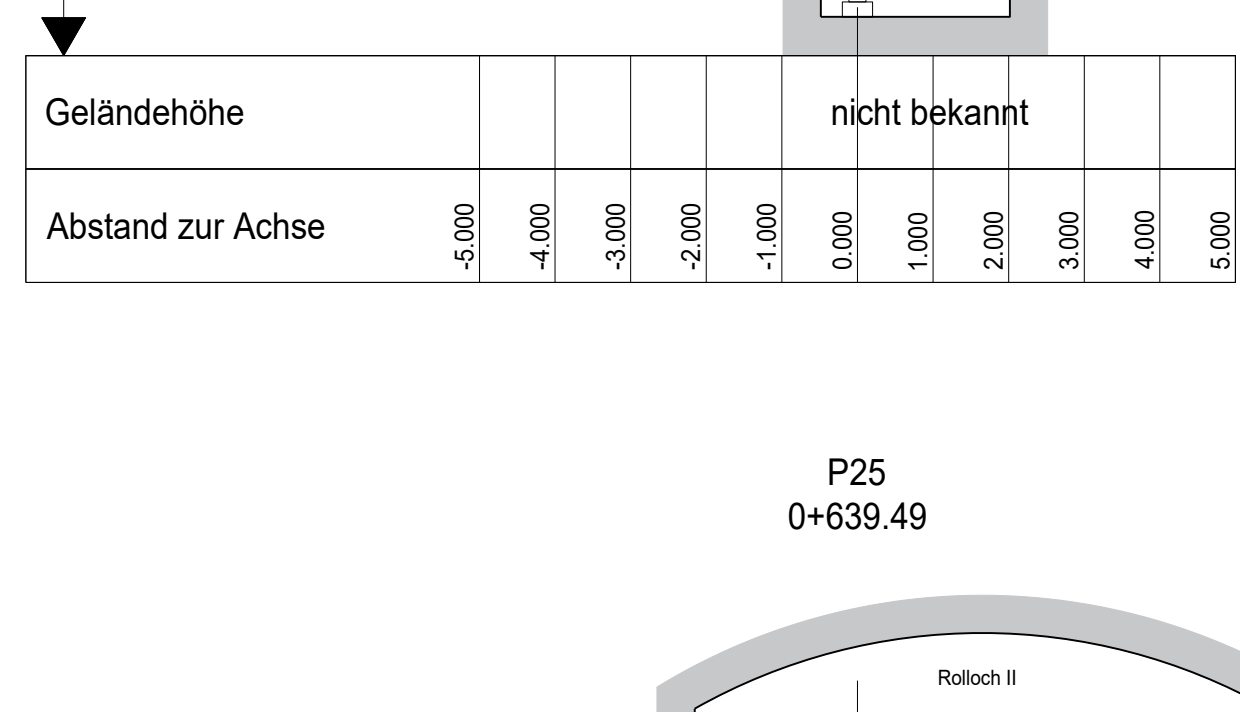 Geländehöhe nicht bekannt
Abstand zur Achse -5.000 -4.000 -3.000 -2.000 -1.000 0.000 1.000 2.000 3.000 4.000 5.000
P25
0+639.49
Rolloch II